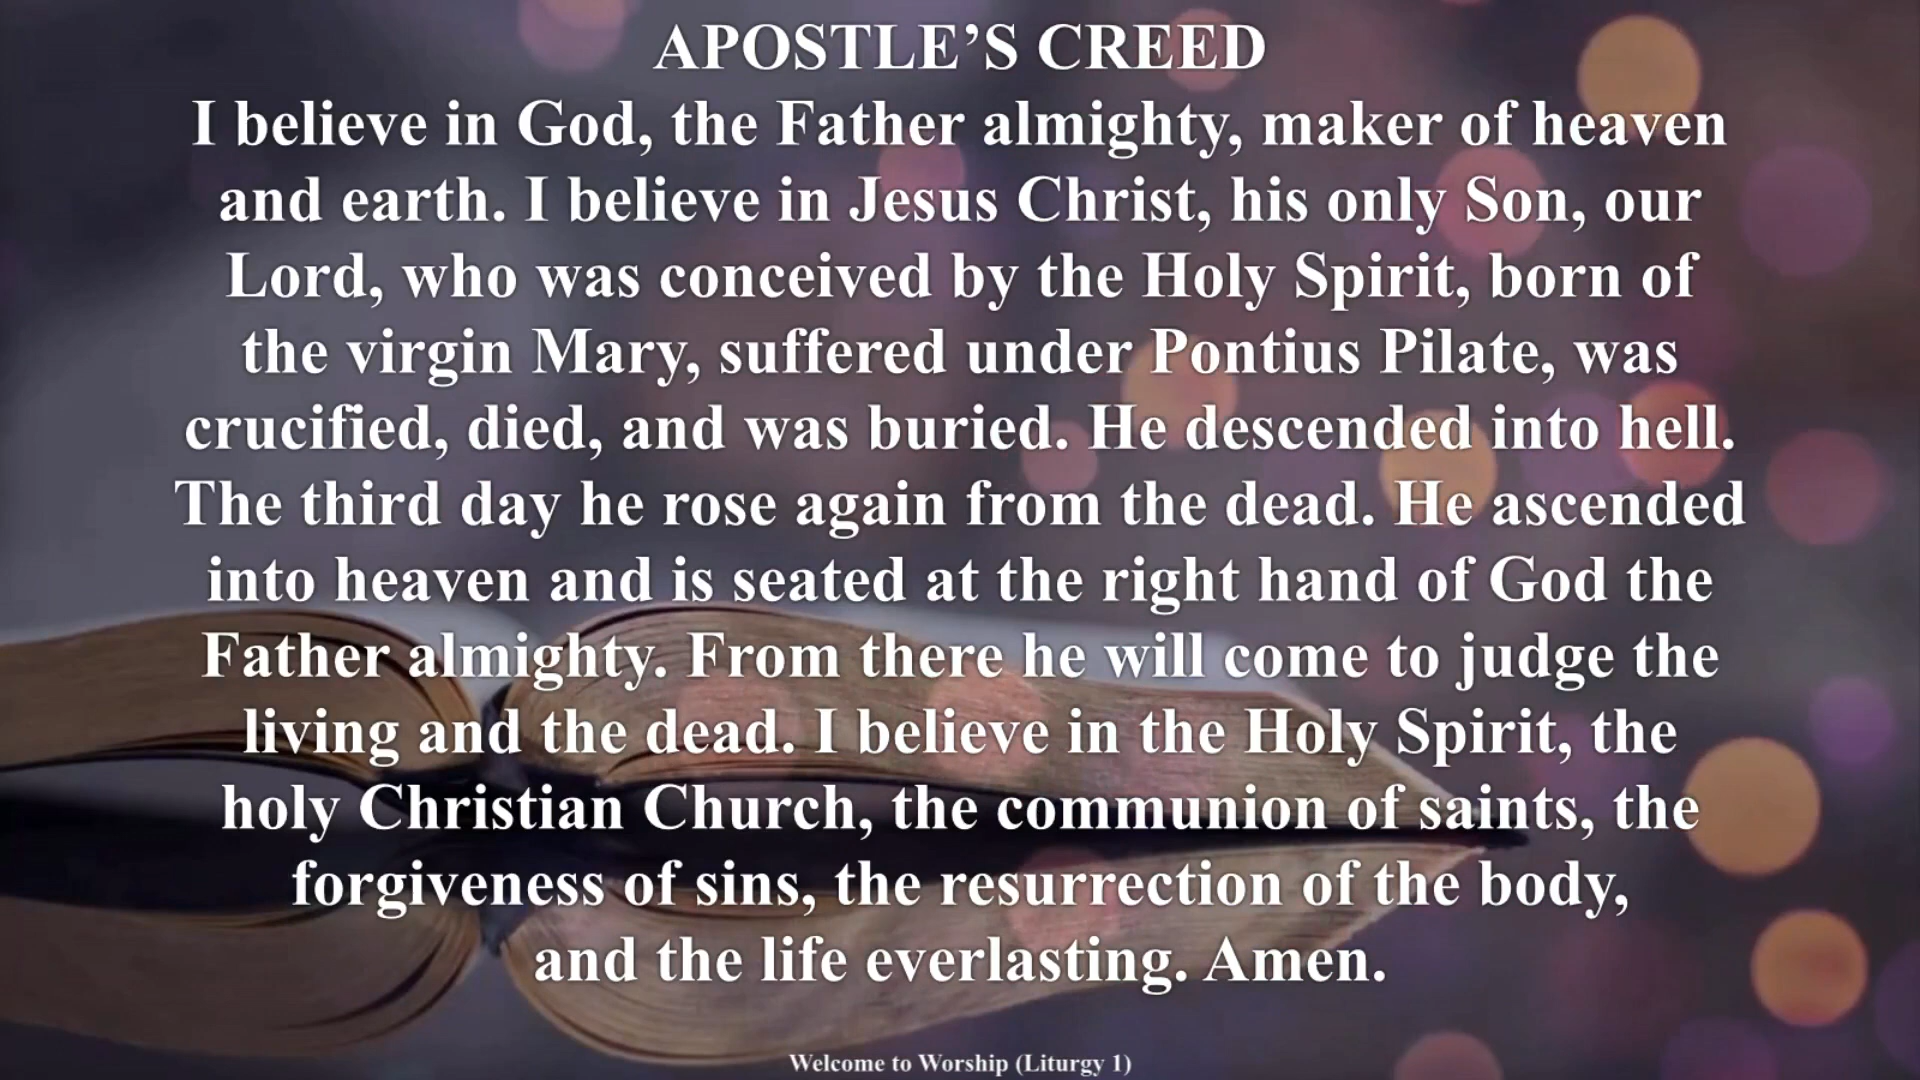 APOSTLE’S CREED
I believe in God, the Father almighty, maker of heaven
and earth. I believe in Jesus Christ, his only Son, our
Lord, who was conceived by the Holy Spirit, born of
the virgin Mary, suffered under Pontius Pilate, was
crucified, died, and was buried. He descended into hell.
The third day he rose again from the dead. He ascended
into heaven and is seated at the right hand of God the
Father almighty. From there he will come to judge the
living and the dead. I believe in the Holy Spirit, the
holy Christian Church, the communion of saints, the
forgiveness of sins, the resurrection of the body,
and the life everlasting. Amen.
Welcome to Worship (Liturgy 1)